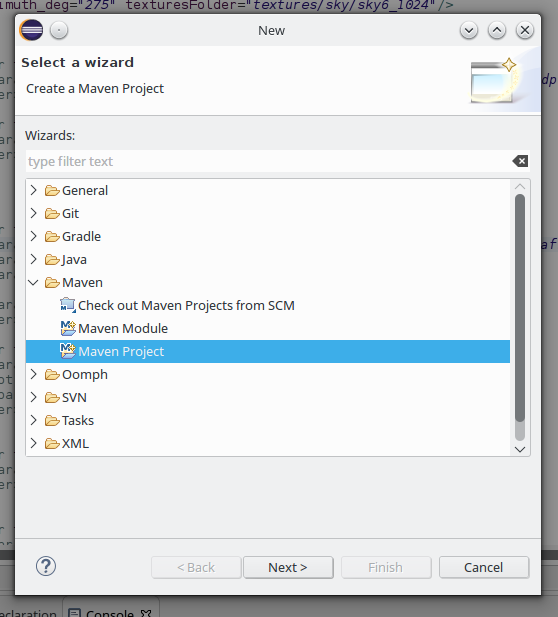 imuth_deg="275" texturesFolder="textures/sky/sky6_1024"/>
New
Select a wizard
Create a Maven Project
Wizards:
type filter text
General
Git
Gradle
Java
Maven
Check out Maven Projects from SCM
Maven Module
Maven Project
Oomph
SVN
Tasks
XML
?
< Back
Next >
Finish
Cancel
eclaration
Console